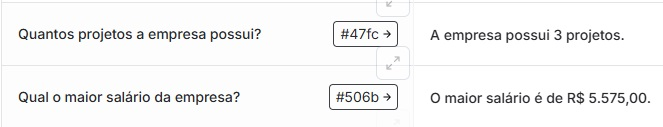 Quantos projetos a empresa possui? #47fc → A empresa possui 3 projetos.
Qual o maior salário da empresa? #506b → O maior salário é de R$ 5.575,00.